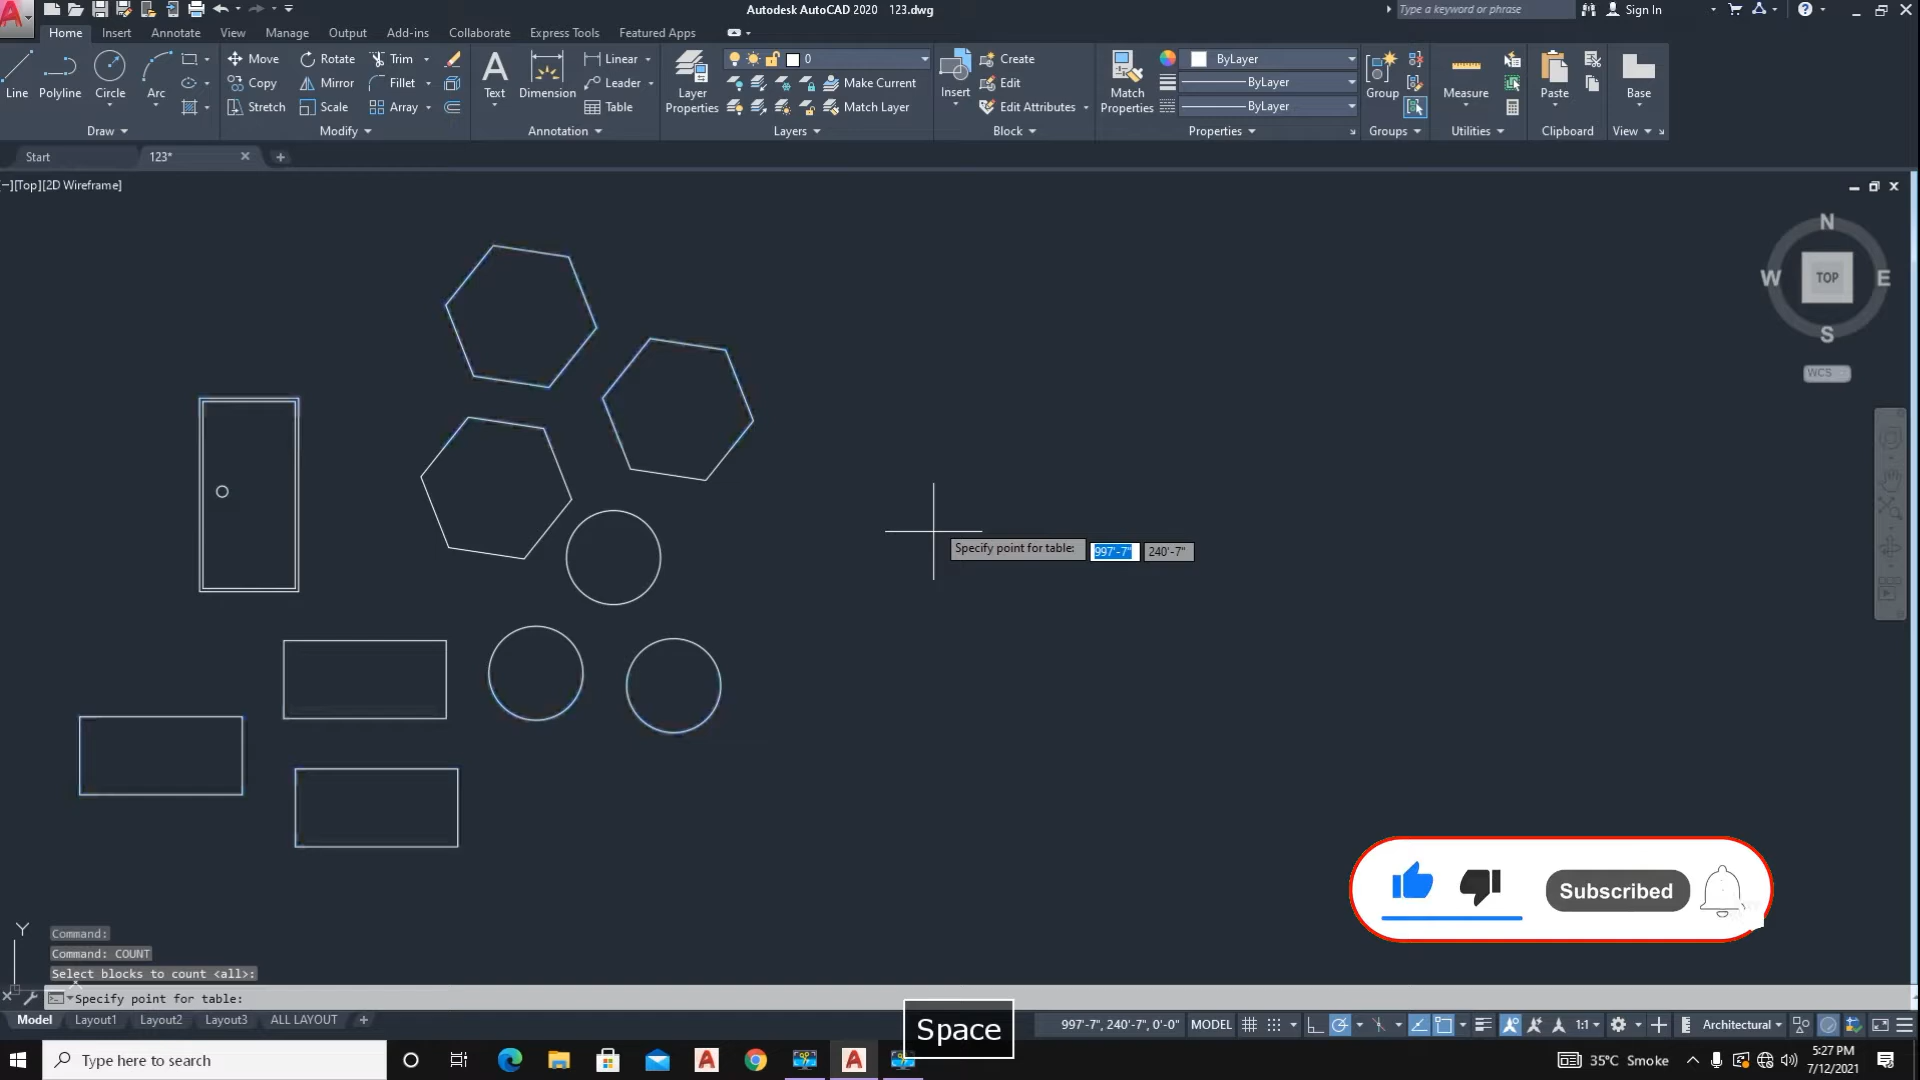 Autodesk AutoCAD 2020 123.dwg
Type a keyword or phrase
Sign In
Home Insert Annotate View Manage Output Add-ins Collaborate Express Tools Featured Apps
Line Polyline Circle Arc
Move Rotate Trim
Copy Mirror Fillet
Stretch Scale Array
Text Dimension
Linear
Leader
Table
Layer Properties
0
Make Current
Match Layer
Insert
Create
Edit
Edit Attributes
Match Properties
ByLayer
ByLayer
ByLayer
Group
Measure
Paste
Base
Draw Modify Annotation Layers Block Properties Groups Utilities Clipboard View
Start 123*
[−][Top][2D Wireframe]
N
W TOP E
S
WCS
Specify point for table: 997'-7" 240'-7"
Subscribed
Y
X
Command:
Command: COUNT
Select blocks to count <all>:
Specify point for table:
Model Layout1 Layout2 Layout3 ALL LAYOUT +
Space
997'-7", 240'-7", 0'-0" MODEL 1:1 Architectural
Type here to search
35°C Smoke
5:27 PM
7/12/2021